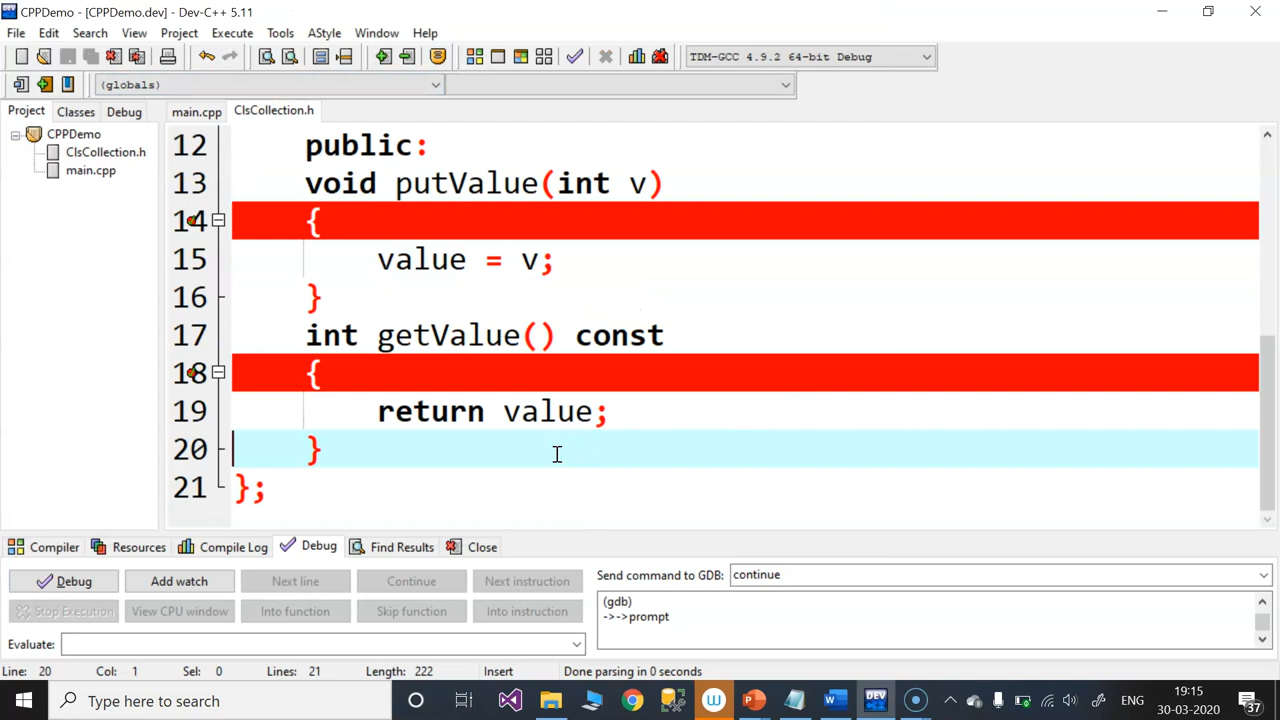 CPPDemo - [CPPDemo.dev] - Dev-C++ 5.11
File Edit Search View Project Execute Tools AStyle Window Help
TDM-GCC 4.9.2 64-bit Debug
(globals)
Project Classes Debug main.cpp ClsCollection.h
CPPDemo
ClsCollection.h
main.cpp
12 public:
13 void putValue(int v)
14 {
15 value = v;
16 }
17 int getValue() const
18 {
19 return value;
20 }
21 };
Compiler Resources Compile Log Debug Find Results Close
Debug Add watch Next line Continue Next instruction Send command to GDB: continue
Stop Execution View CPU window Into function Skip function Into instruction
(gdb)
->->prompt
Evaluate:
Line: 20 Col: 1 Sel: 0 Lines: 21 Length: 222 Insert Done parsing in 0 seconds
Type here to search
DEV
ENG
19:15
30-03-2020
37